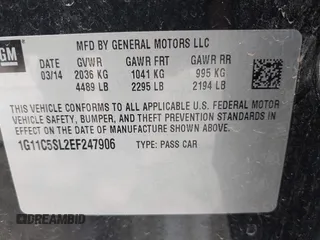 GM
MFD BY GENERAL MOTORS LLC
DATE GVWR GAWR FRT GAWR RR
03/14 2036 KG 1041 KG 995 KG
4489 LB 2295 LB 2194 LB
THIS VEHICLE CONFORMS TO ALL APPLICABLE U.S. FEDERAL MOTOR
VEHICLE SAFETY, BUMPER, AND THEFT PREVENTION STANDARDS
IN EFFECT ON THE DATE OF MANUFACTURE SHOWN ABOVE.
1G11C5SL2EF247906 TYPE: PASS CAR
DREAMBID